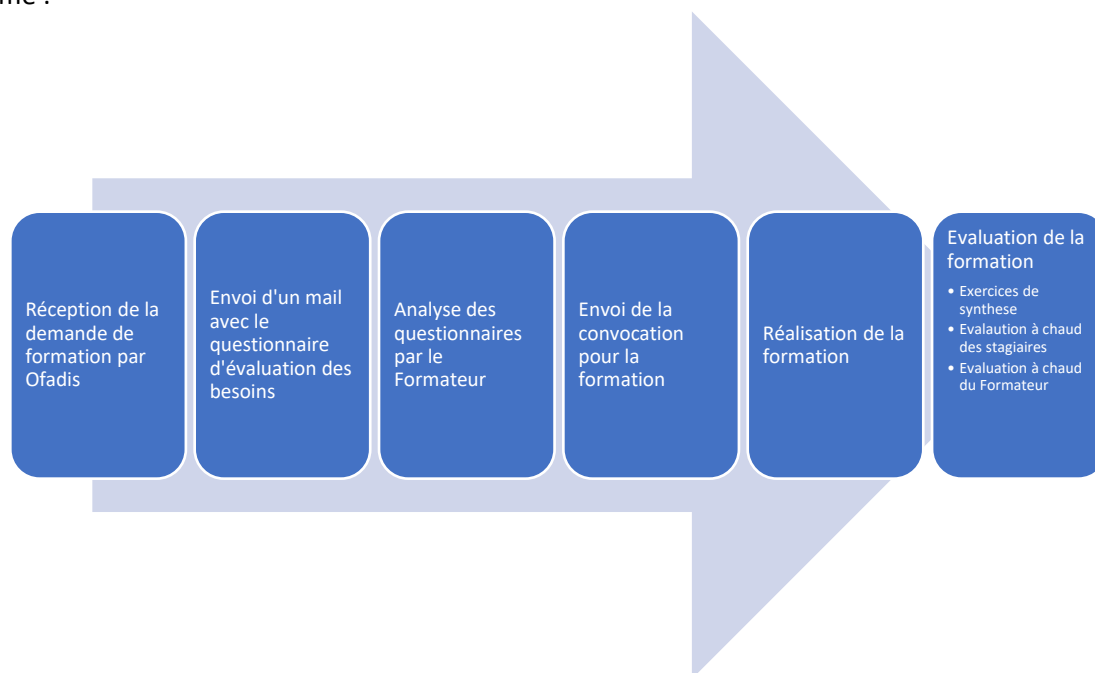 Réception de la
demande de
formation par
Ofadis
Envoi d'un mail
avec le
questionnaire
d'évaluation des
besoins
Analyse des
questionnaires
par le
Formateur
Envoi de la
convocation
pour la
formation
Réalisation de la
formation
Evaluation de la
formation
• Exercices de
synthese
• Evalaution à chaud
des stagiaires
• Evaluation à chaud
du Formateur